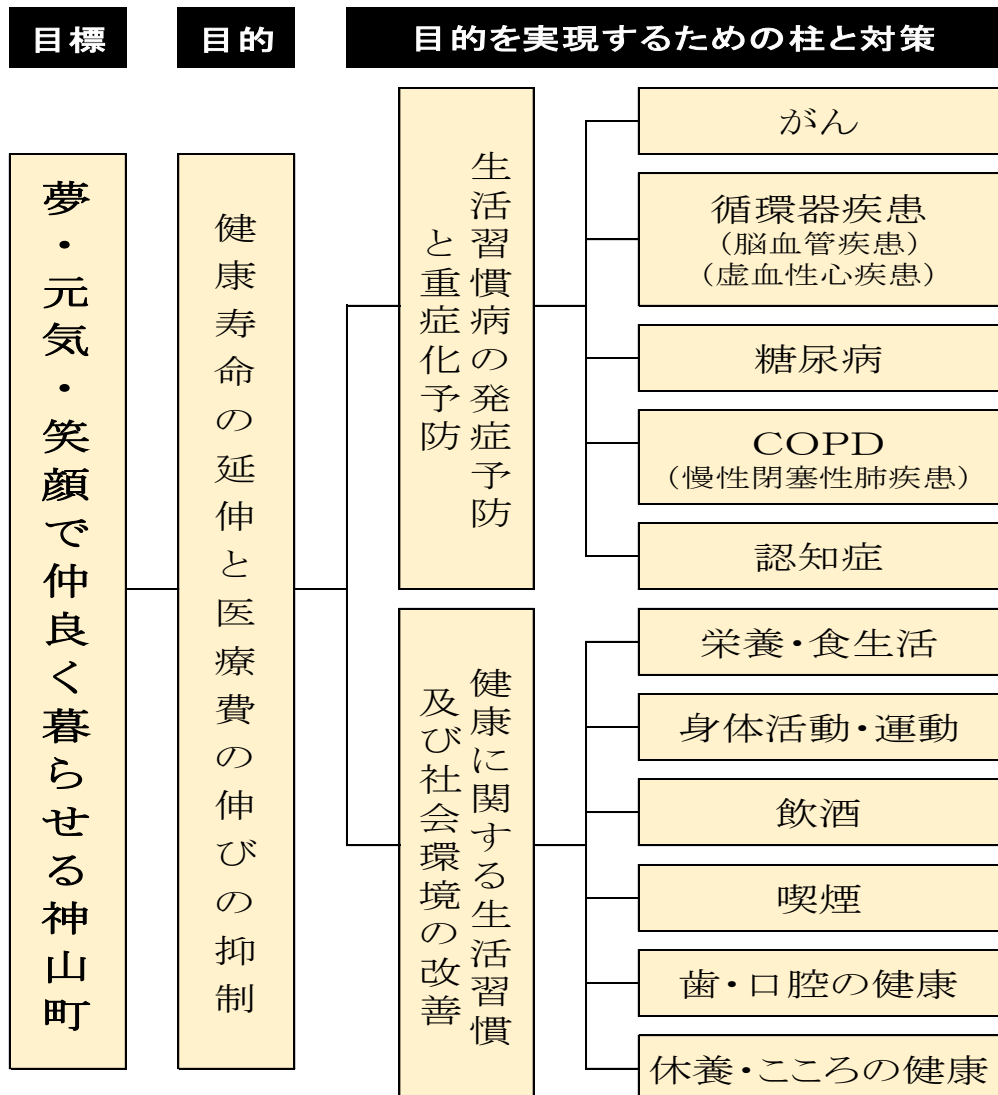 目標
目的
目的を実現するための柱と対策
夢・元気・笑顔で仲良く暮らせる神山町
健康寿命の延伸と医療費の伸びの抑制
生活習慣病の発症予防
と重症化予防
がん
循環器疾患
（脳血管疾患）
（虚血性心疾患）
糖尿病
COPD
（慢性閉塞性肺疾患）
認知症
健康に関する生活習慣
及び社会環境の改善
栄養・食生活
身体活動・運動
飲酒
喫煙
歯・口腔の健康
休養・こころの健康